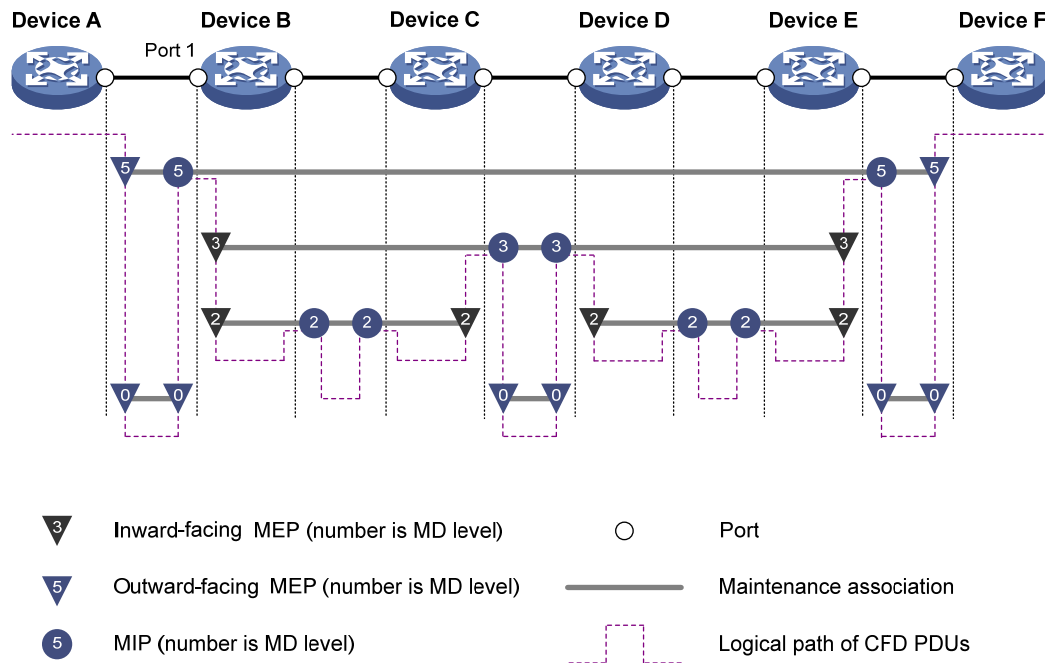 Device A
Device B
Device C
Device D
Device E
Device F
Port 1
5
5
5
5
3
3
3
3
2
2
2
2
2
2
2
2
0
0
0
0
0
0
3
Inward-facing MEP (number is MD level)
Port
5
Outward-facing MEP (number is MD level)
Maintenance association
5
MIP (number is MD level)
Logical path of CFD PDUs